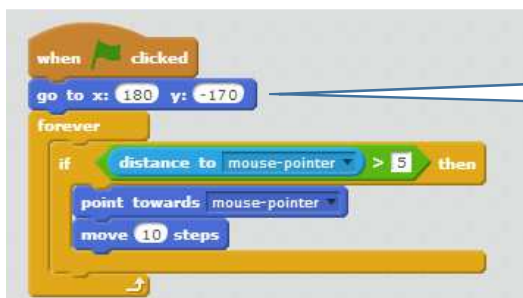 when clicked
go to x: 180 y: -170
forever
if distance to mouse-pointer > 5 then
point towards mouse-pointer
move 10 steps